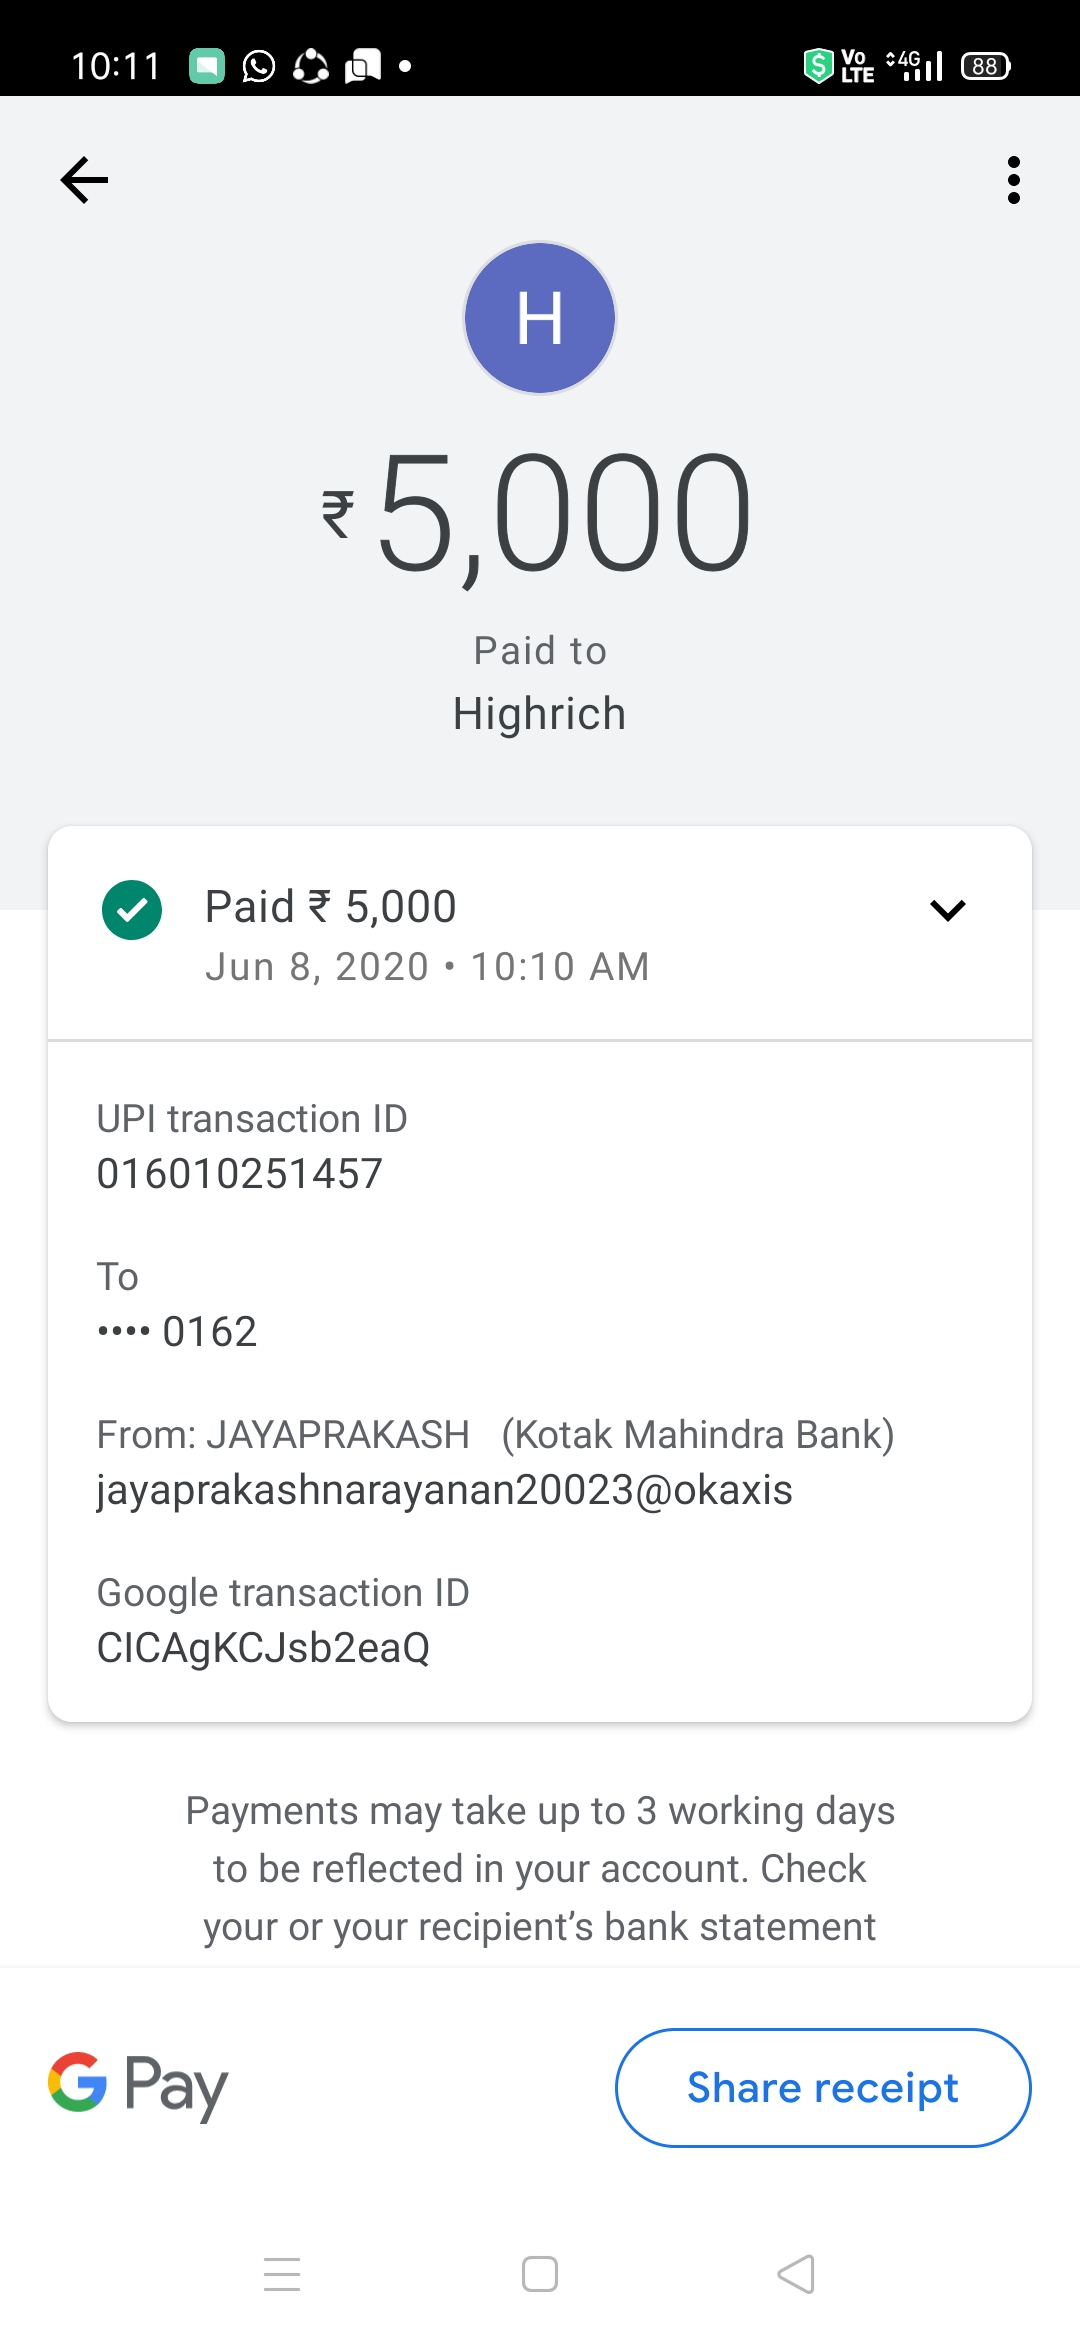 10:11
$ Vo LTE 4G 88
H
₹5,000
Paid to
Highrich
Paid ₹ 5,000
Jun 8, 2020 • 10:10 AM
UPI transaction ID
016010251457
To
•••• 0162
From: JAYAPRAKASH (Kotak Mahindra Bank)
jayaprakashnarayanan20023@okaxis
Google transaction ID
CICAgKCJsb2eaQ
Payments may take up to 3 working days
to be reflected in your account. Check
your or your recipient’s bank statement
G Pay
Share receipt